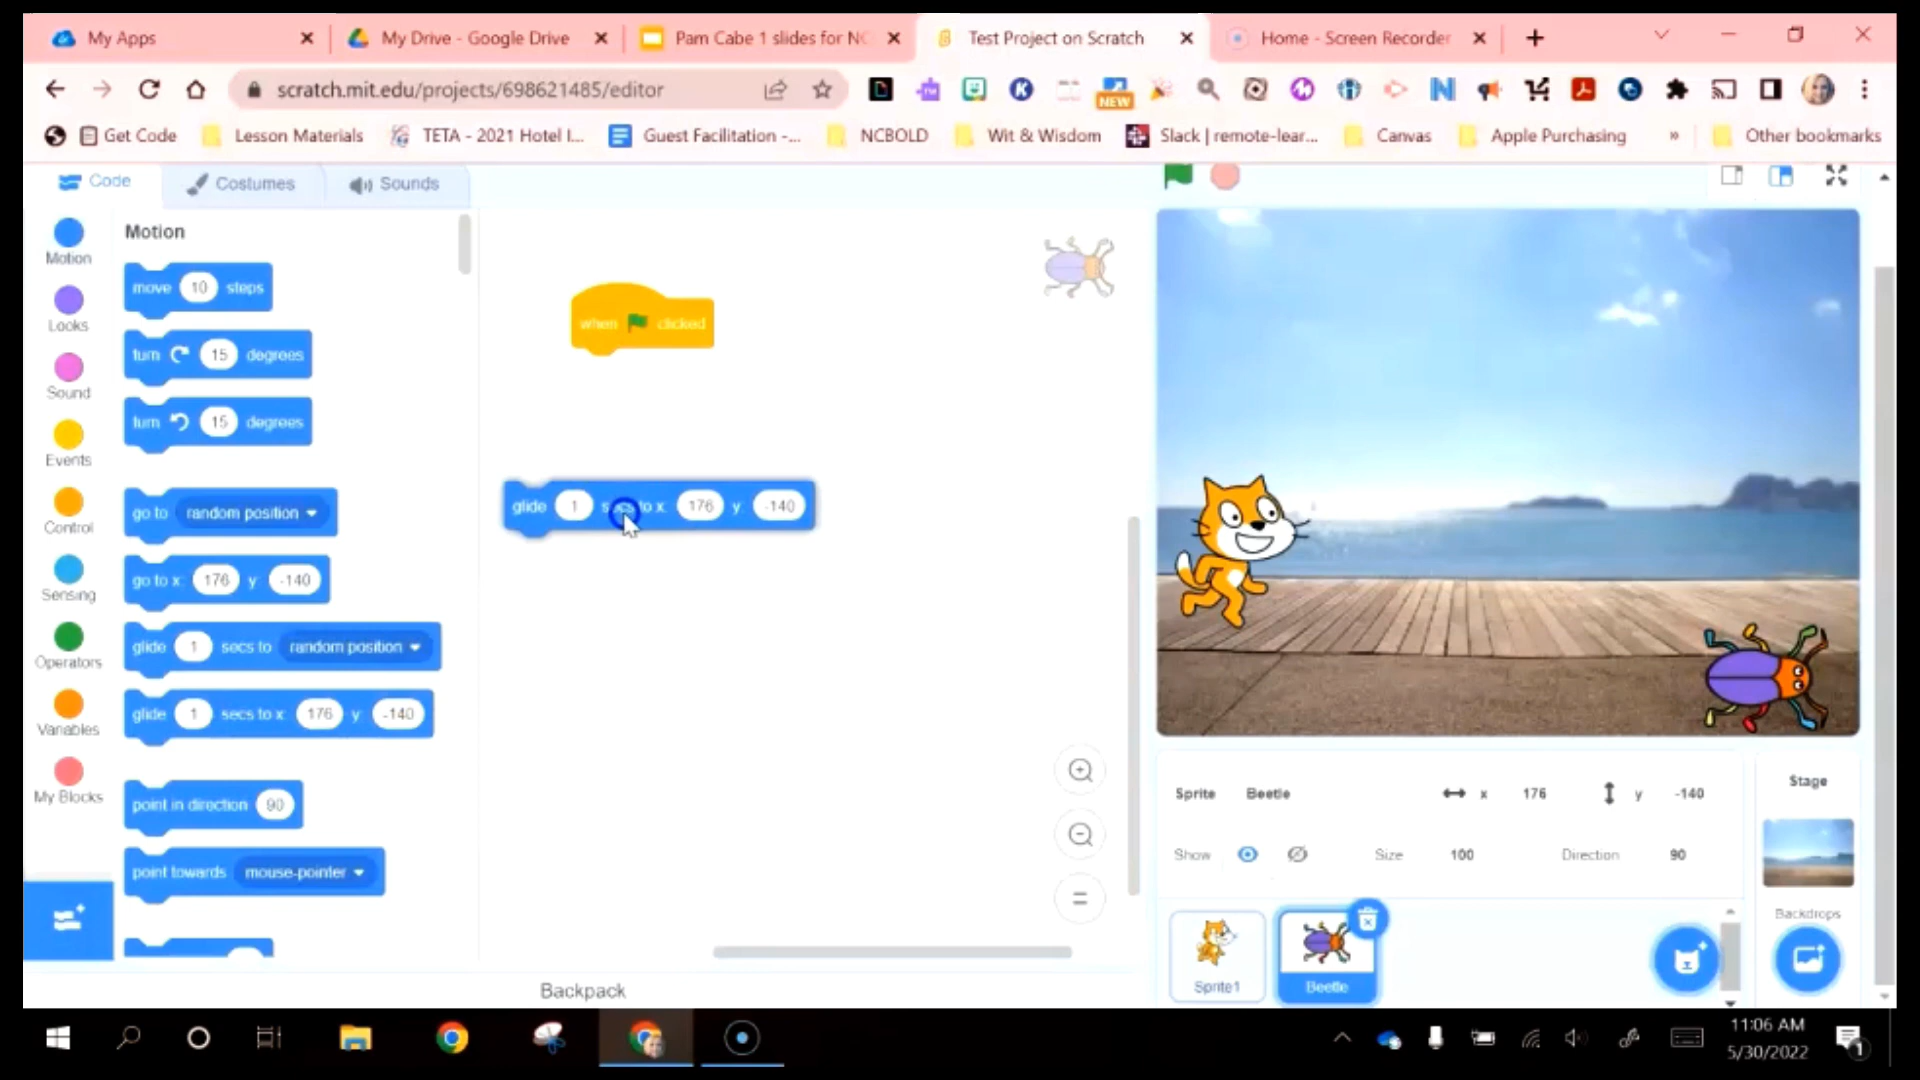 My Apps
My Drive - Google Drive
Pam Cabe 1 slides for NC
Test Project on Scratch
Home - Screen Recorder
scratch.mit.edu/projects/698621485/editor
NEW
Get Code
Lesson Materials
TETA - 2021 Hotel I...
Guest Facilitation -...
NCBOLD
Wit & Wisdom
Slack | remote-lear...
Canvas
Apple Purchasing
»
Other bookmarks
Code
Costumes
Sounds
Motion
Looks
Sound
Events
Control
Sensing
Operators
Variables
My Blocks
Motion
move 10 steps
turn 15 degrees
turn 15 degrees
go to random position
go to x: 176 y: -140
glide 1 secs to random position
glide 1 secs to x: 176 y: -140
point in direction 90
point towards mouse-pointer
when clicked
glide 1 secs to x: 176 y: -140
Sprite Beetle x 176 y -140
Show Size 100 Direction 90
Sprite1
Beetle
Stage
Backdrops
Backpack
11:06 AM
5/30/2022
1